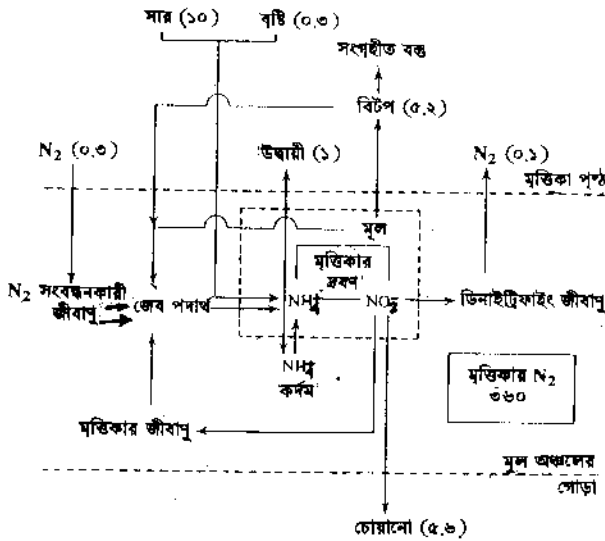 সার (১০) বৃষ্টি (০.৩)
সংগৃহীত বস্তু
বিটপ (৫.২)
N₂ (০.৩) উদ্বায়ী (১) N₂ (০.১)
মৃত্তিকা পৃষ্ঠ
মূল
মৃত্তিকার
দ্রবণ
N₂ সংবন্ধনকারী
জীবাণু
জৈব পদার্থ
NH₄ NO₃ ডিনাইট্রিফাইং জীবাণু
NH₄
কর্দম
মৃত্তিকার N₂
৩৬০
মৃত্তিকার জীবাণু
মূল অঞ্চলের
গোড়া
চোয়ানো (৫.৬)